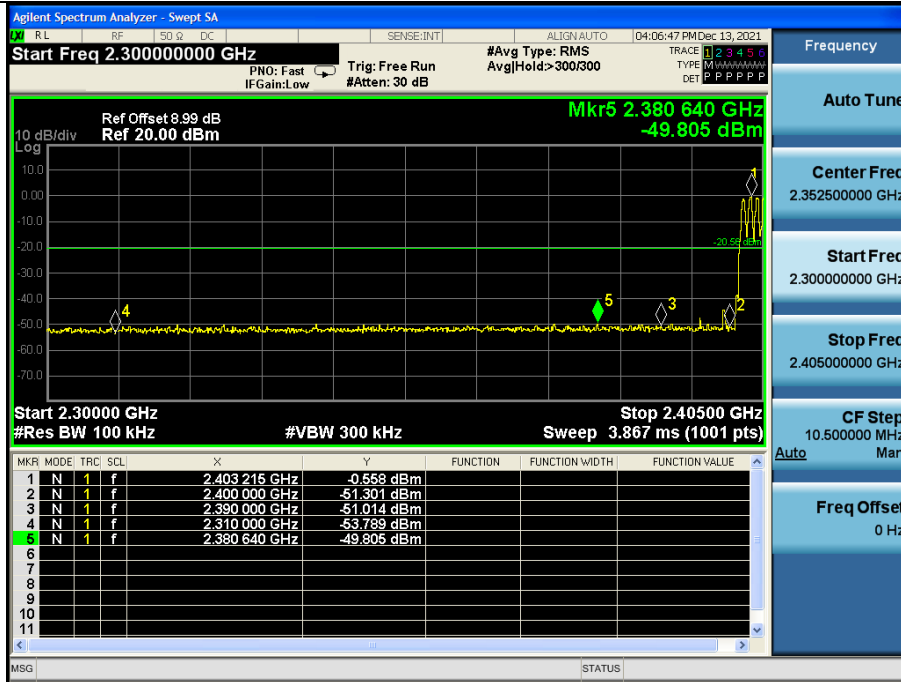 Agilent Spectrum Analyzer - Swept SA
LXI RL RF 50 Ω DC SENSE:INT ALIGN AUTO 04:06:47 PM Dec 13, 2021
Start Freq 2.300000000 GHz
PNO: Fast
IFGain:Low
Trig: Free Run
#Atten: 30 dB
#Avg Type: RMS
Avg|Hold:>300/300
TRACE 1 2 3 4 5 6
TYPE M W W W W W
DET P P P P P P
Frequency
Mkr5 2.380 640 GHz
-49.805 dBm
Ref Offset 8.99 dB
10 dB/div Ref 20.00 dBm
Log
10.0
0.00
-10.0
-20.0
-30.0
-40.0
-50.0
-60.0
-70.0
1
-20.56 dBm
4
5
3
2
Start 2.30000 GHz Stop 2.40500 GHz
#Res BW 100 kHz #VBW 300 kHz Sweep 3.867 ms (1001 pts)
MKR MODE TRC SCL X Y FUNCTION FUNCTION WIDTH FUNCTION VALUE
1 N 1 f 2.403 215 GHz -0.558 dBm
2 N 1 f 2.400 000 GHz -51.301 dBm
3 N 1 f 2.390 000 GHz -51.014 dBm
4 N 1 f 2.310 000 GHz -53.789 dBm
5 N 1 f 2.380 640 GHz -49.805 dBm
6
7
8
9
10
11
MSG STATUS
Auto Tune
Center Freq
2.352500000 GHz
Start Freq
2.300000000 GHz
Stop Freq
2.405000000 GHz
CF Step
10.500000 MHz
Auto Man
Freq Offset
0 Hz